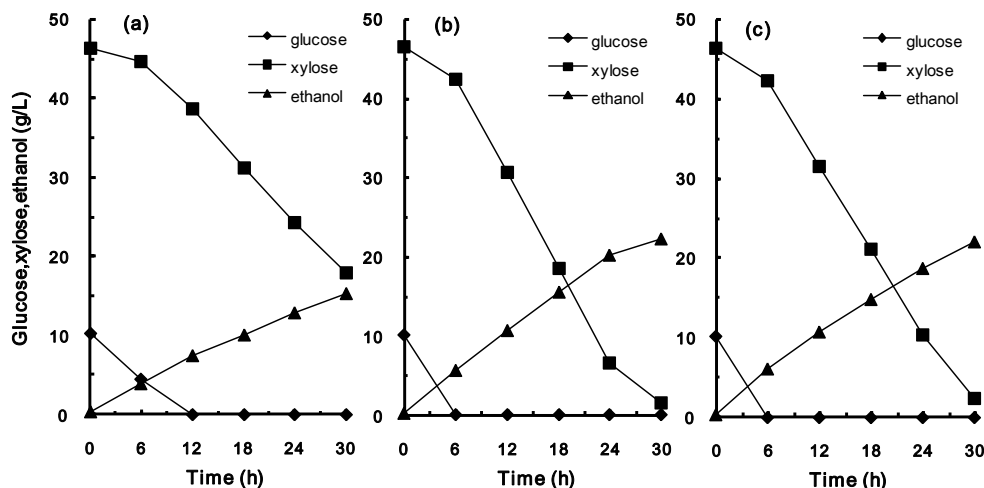 Glucose,xylose,ethanol (g/L)
50
40
30
20
10
0
(a)
glucose
xylose
ethanol
0 6 12 18 24 30
Time (h)
50
40
30
20
10
0
(b)
glucose
xylose
ethanol
0 6 12 18 24 30
Time (h)
50
40
30
20
10
0
(c)
glucose
xylose
ethanol
0 6 12 18 24 30
Time (h)